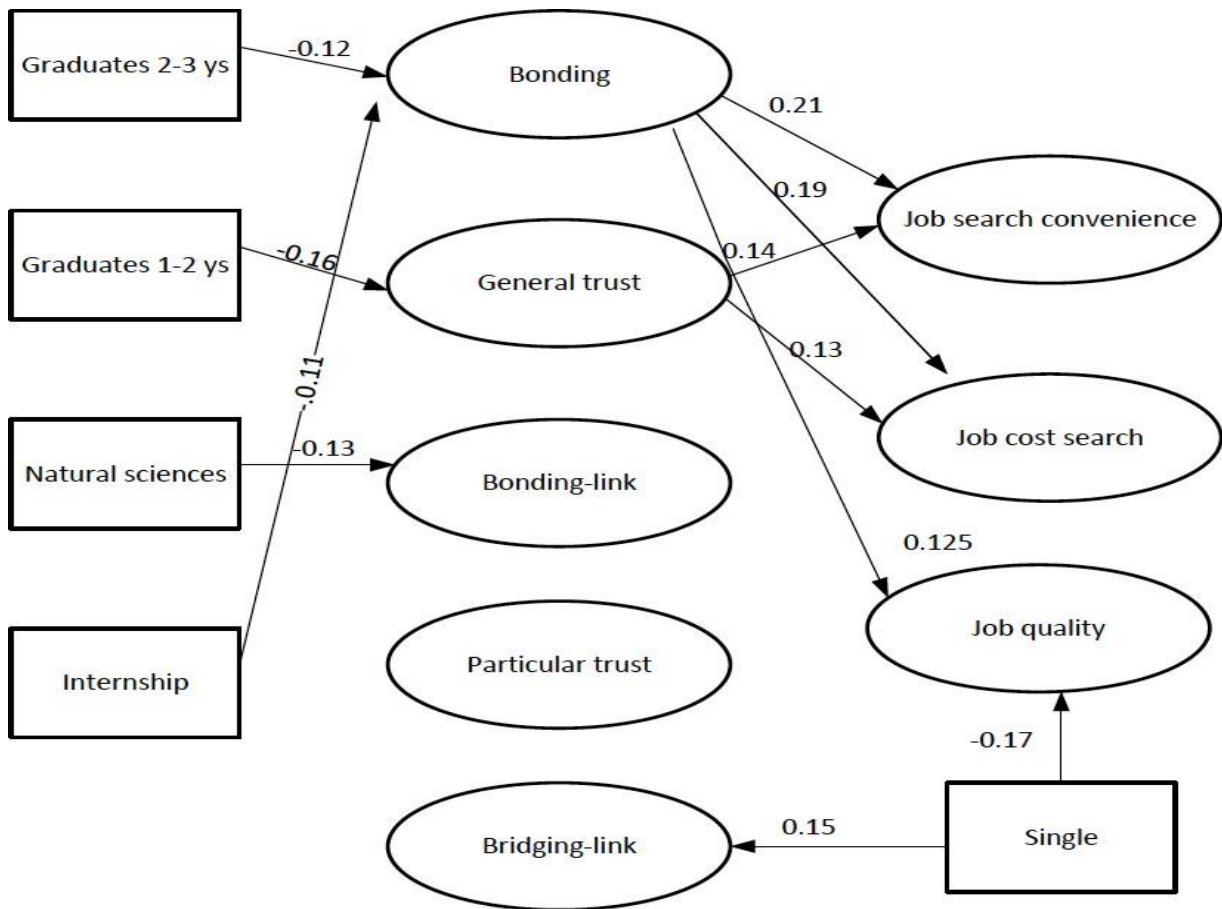 Graduates 2-3 ys
-0.12
Bonding
0.21
0.19
Job search convenience
Graduates 1-2 ys
-0.16
General trust
0.14
0.13
-.0.11
Job cost search
Natural sciences
-0.13
Bonding-link
0.125
Job quality
Internship
Particular trust
-0.17
Bridging-link
0.15
Single